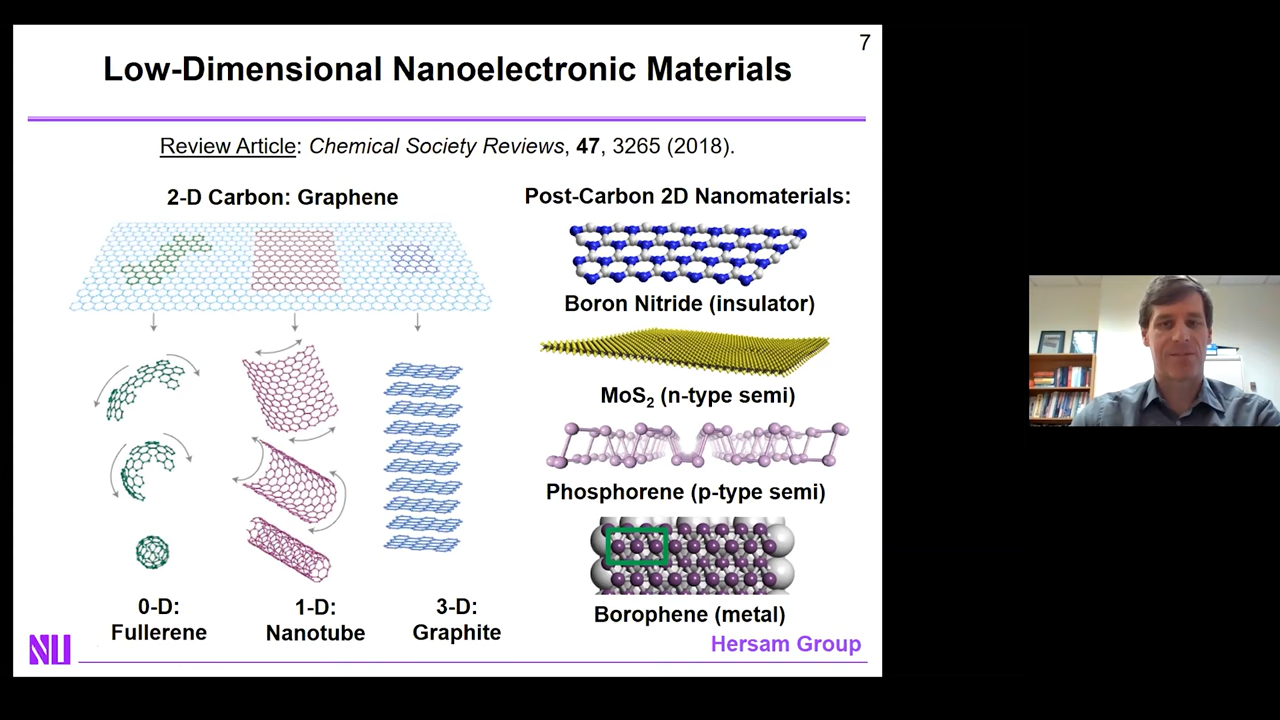 7
Low-Dimensional Nanoelectronic Materials
Review Article: Chemical Society Reviews, 47, 3265 (2018).
2-D Carbon: Graphene
Post-Carbon 2D Nanomaterials:
Boron Nitride (insulator)
MoS₂ (n-type semi)
Phosphorene (p-type semi)
Borophene (metal)
0-D:
Fullerene
1-D:
Nanotube
3-D:
Graphite
NU
Hersam Group